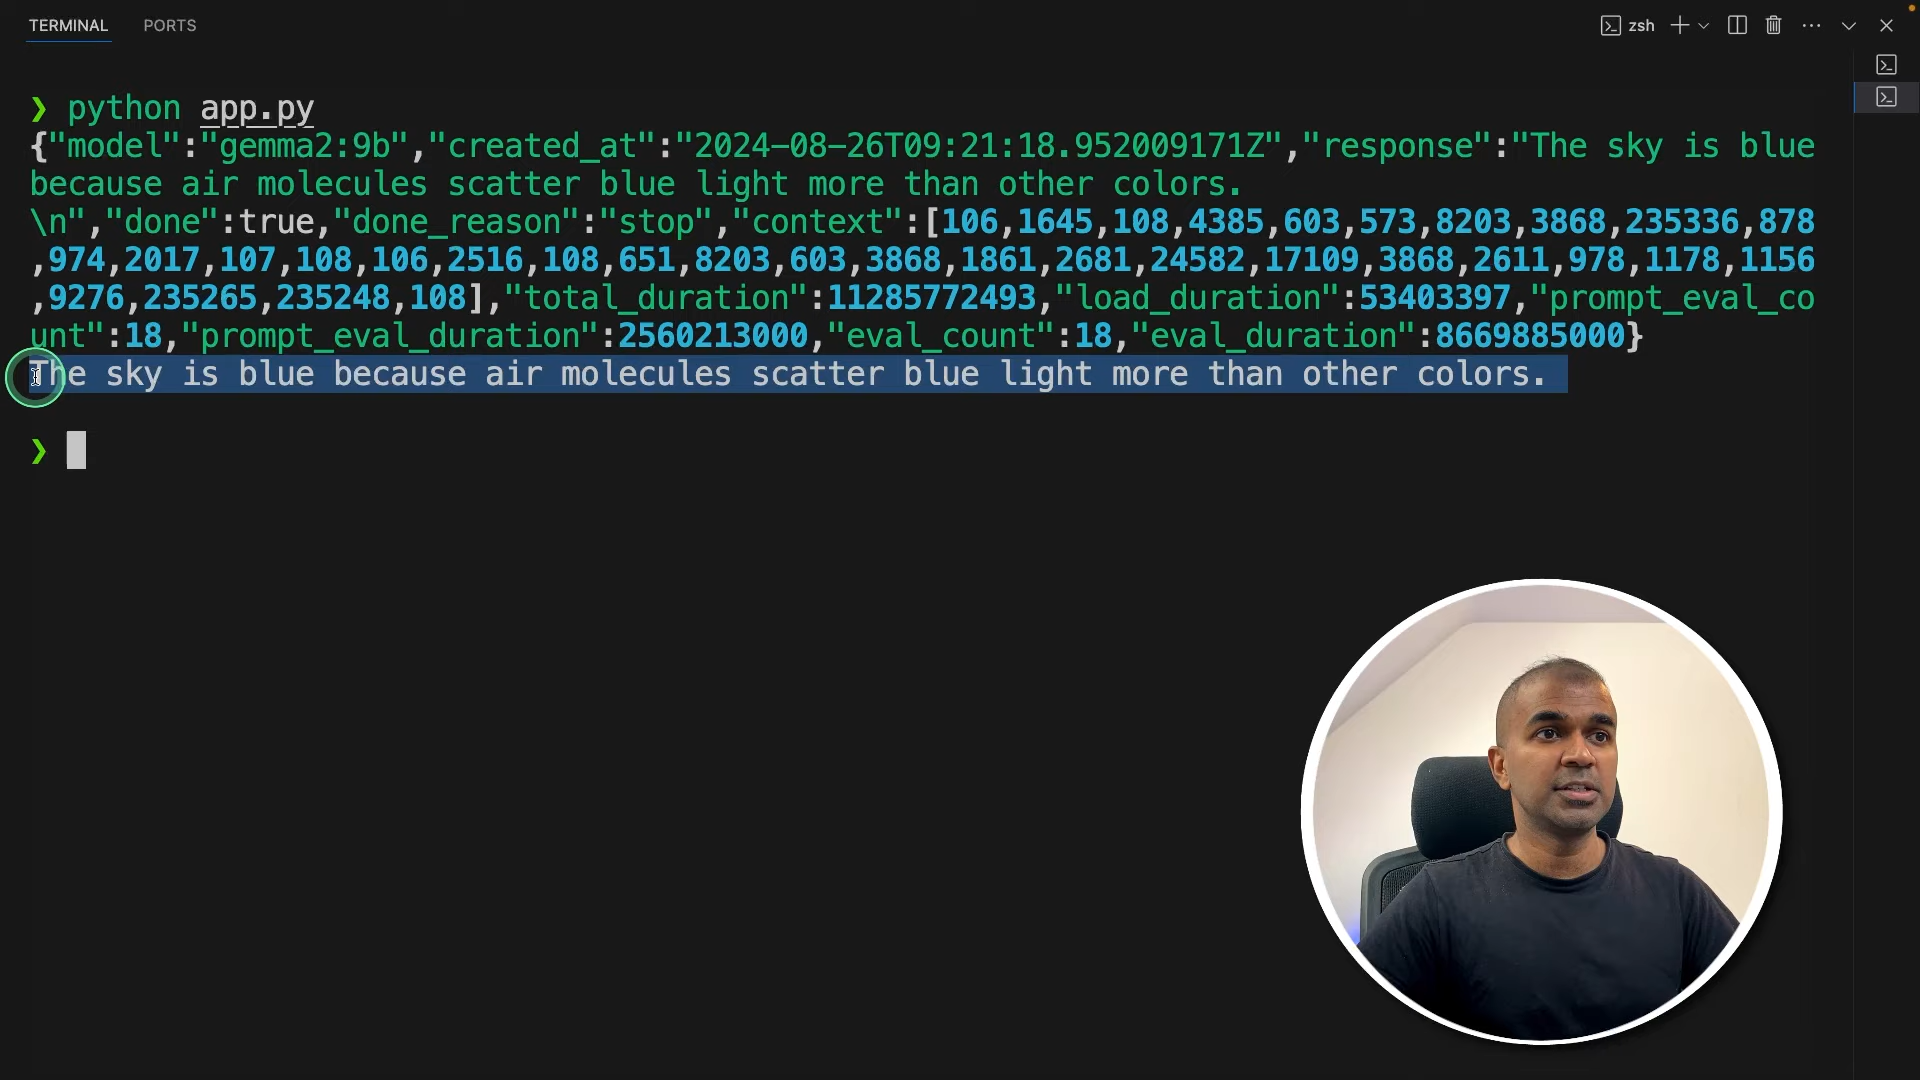 TERMINAL PORTS zsh
❯ python app.py
{"model":"gemma2:9b","created_at":"2024-08-26T09:21:18.952009171Z","response":"The sky is blue
because air molecules scatter blue light more than other colors.
\n","done":true,"done_reason":"stop","context":[106,1645,108,4385,603,573,8203,3868,235336,878
,974,2017,107,108,106,2516,108,651,8203,603,3868,1861,2681,24582,17109,3868,2611,978,1178,1156
,9276,235265,235248,108],"total_duration":11285772493,"load_duration":53403397,"prompt_eval_co
unt":18,"prompt_eval_duration":2560213000,"eval_count":18,"eval_duration":8669885000}
The sky is blue because air molecules scatter blue light more than other colors.
❯